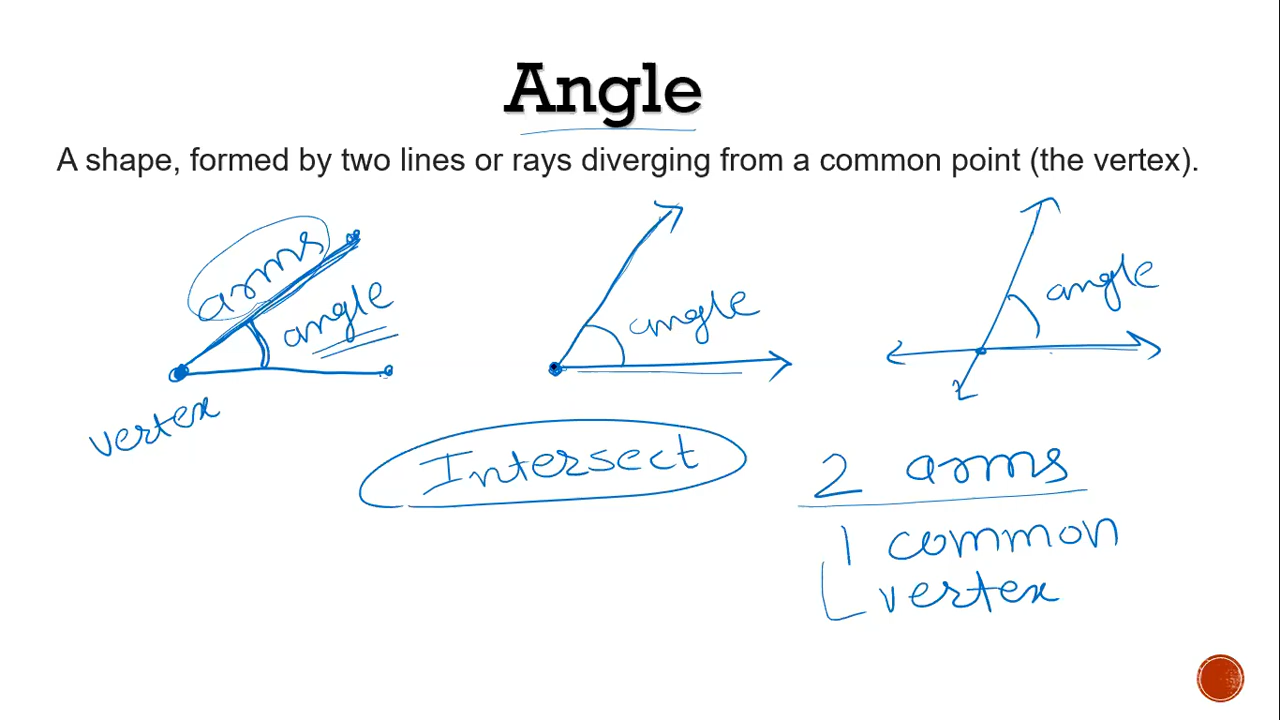 Angle
A shape, formed by two lines or rays diverging from a common point (the vertex).
arms
angle
vertex
angle
angle
Intersect
2 arms
1 common
vertex